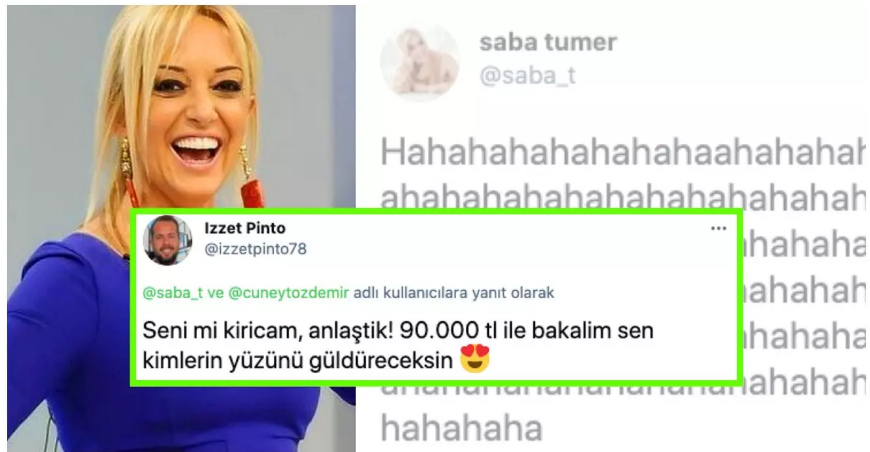 saba tumer
@saba_t
Hahahahahahahahaahahahah
ahahahahahahahahahahahahah
Izzet Pinto
@izzetpinto78
@saba_t ve @cuneytozdemir adlı kullanıcılara yanıt olarak
Seni mi kiricam, anlaştik! 90.000 tl ile bakalim sen
kimlerin yüzünü güldüreceksin 😍
hahahaha